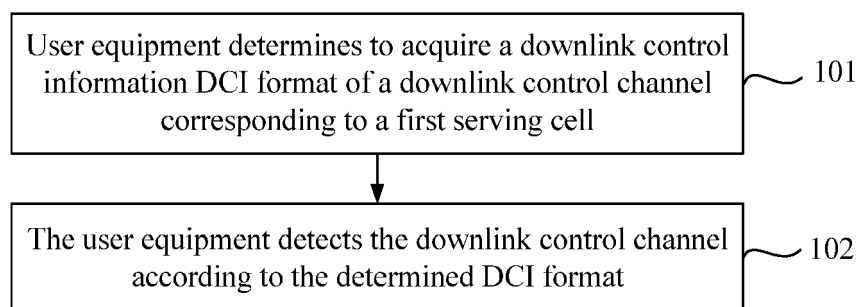 User equipment determines to acquire a downlink control
information DCI format of a downlink control channel
corresponding to a first serving cell
101
The user equipment detects the downlink control channel
according to the determined DCI format
102